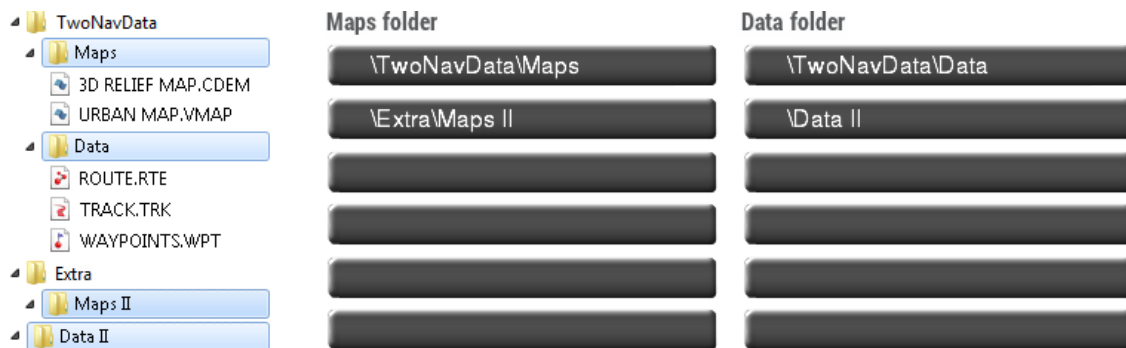 TwoNavData
Maps
3D RELIEF MAP.CDEM
URBAN MAP.VMAP
Data
ROUTE.RTE
TRACK.TRK
WAYPOINTS.WPT
Extra
Maps II
Data II
Maps folder
\TwoNavData\Maps
\Extra\Maps II
Data folder
\TwoNavData\Data
\Data II